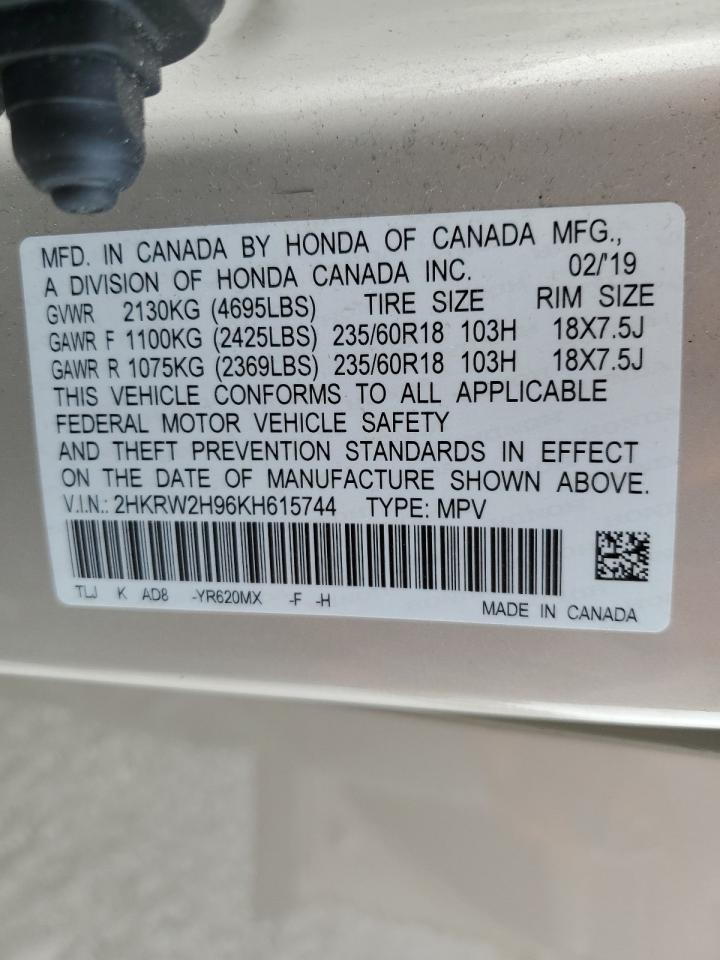 MFD. IN CANADA BY HONDA OF CANADA MFG.,
A DIVISION OF HONDA CANADA INC. 02/'19
GVWR 2130KG (4695LBS) TIRE SIZE RIM SIZE
GAWR F 1100KG (2425LBS) 235/60R18 103H 18X7.5J
GAWR R 1075KG (2369LBS) 235/60R18 103H 18X7.5J
THIS VEHICLE CONFORMS TO ALL APPLICABLE
FEDERAL MOTOR VEHICLE SAFETY
AND THEFT PREVENTION STANDARDS IN EFFECT
ON THE DATE OF MANUFACTURE SHOWN ABOVE.
V.I.N.: 2HKRW2H96KH615744 TYPE: MPV
TLJ K AD8 -YR620MX -F -H
MADE IN CANADA